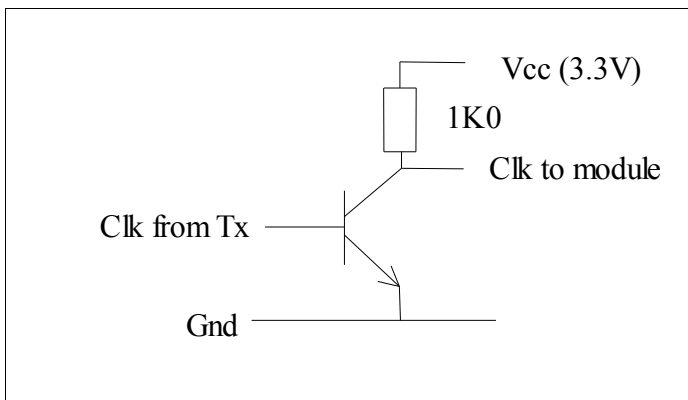 Vcc (3.3V)
1K0
Clk to module
Clk from Tx
Gnd